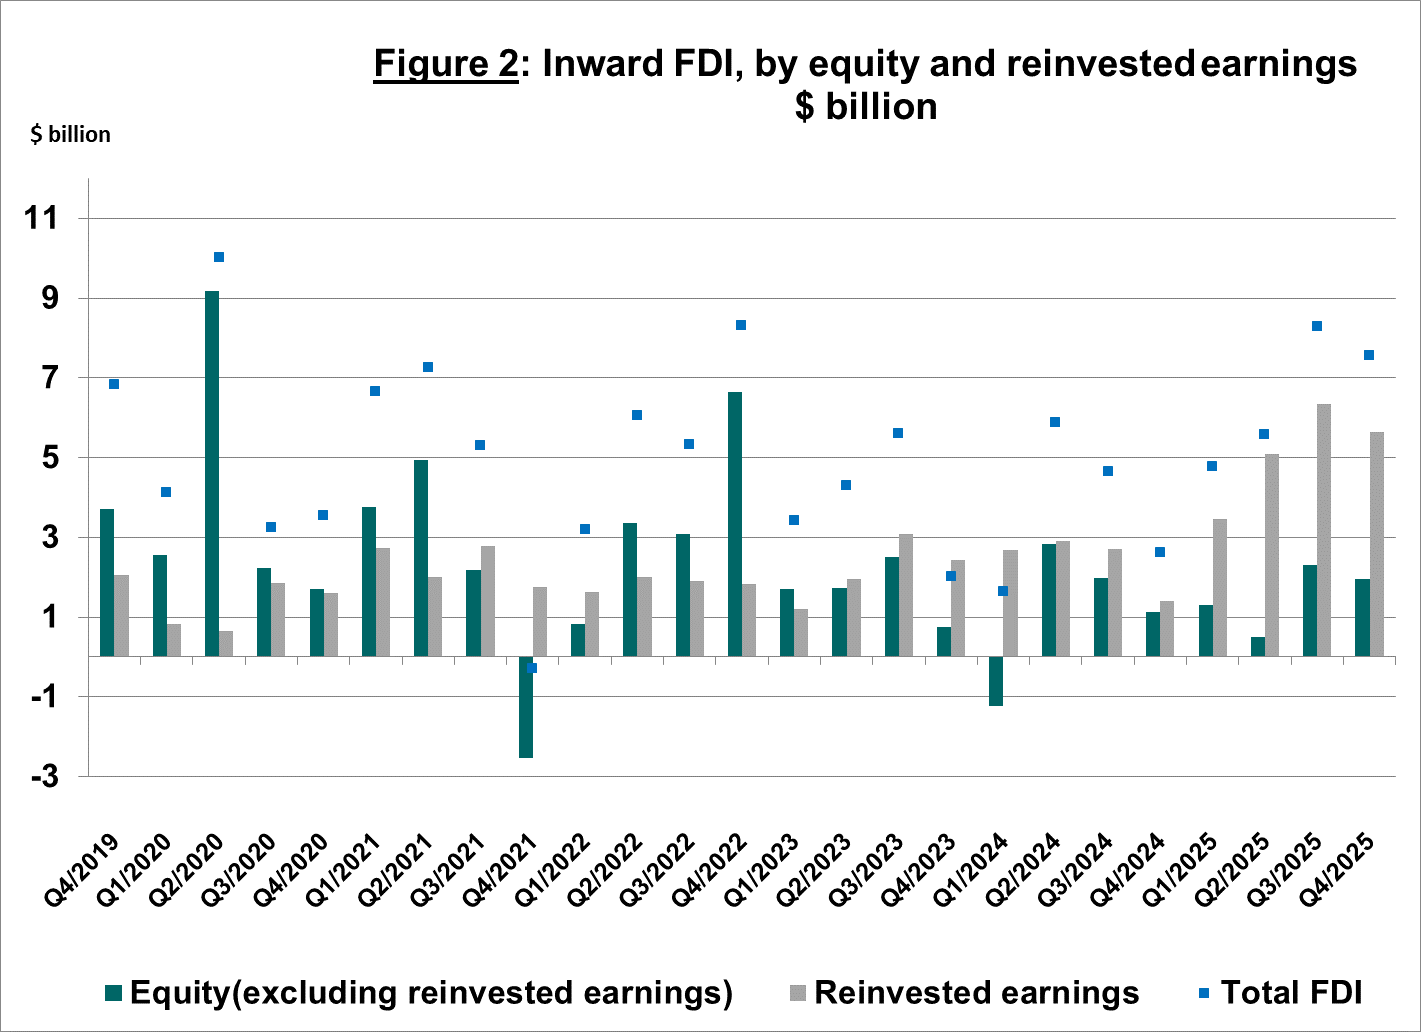 Figure 2: Inward FDI, by equity and reinvested earnings
$ billion
$ billion
11
9
7
5
3
1
-1
-3
Q4/2019
Q1/2020
Q2/2020
Q3/2020
Q4/2020
Q1/2021
Q2/2021
Q3/2021
Q4/2021
Q1/2022
Q2/2022
Q3/2022
Q4/2022
Q1/2023
Q2/2023
Q3/2023
Q4/2023
Q1/2024
Q2/2024
Q3/2024
Q4/2024
Q1/2025
Q2/2025
Q3/2025
Q4/2025
Equity(excluding reinvested earnings) Reinvested earnings Total FDI